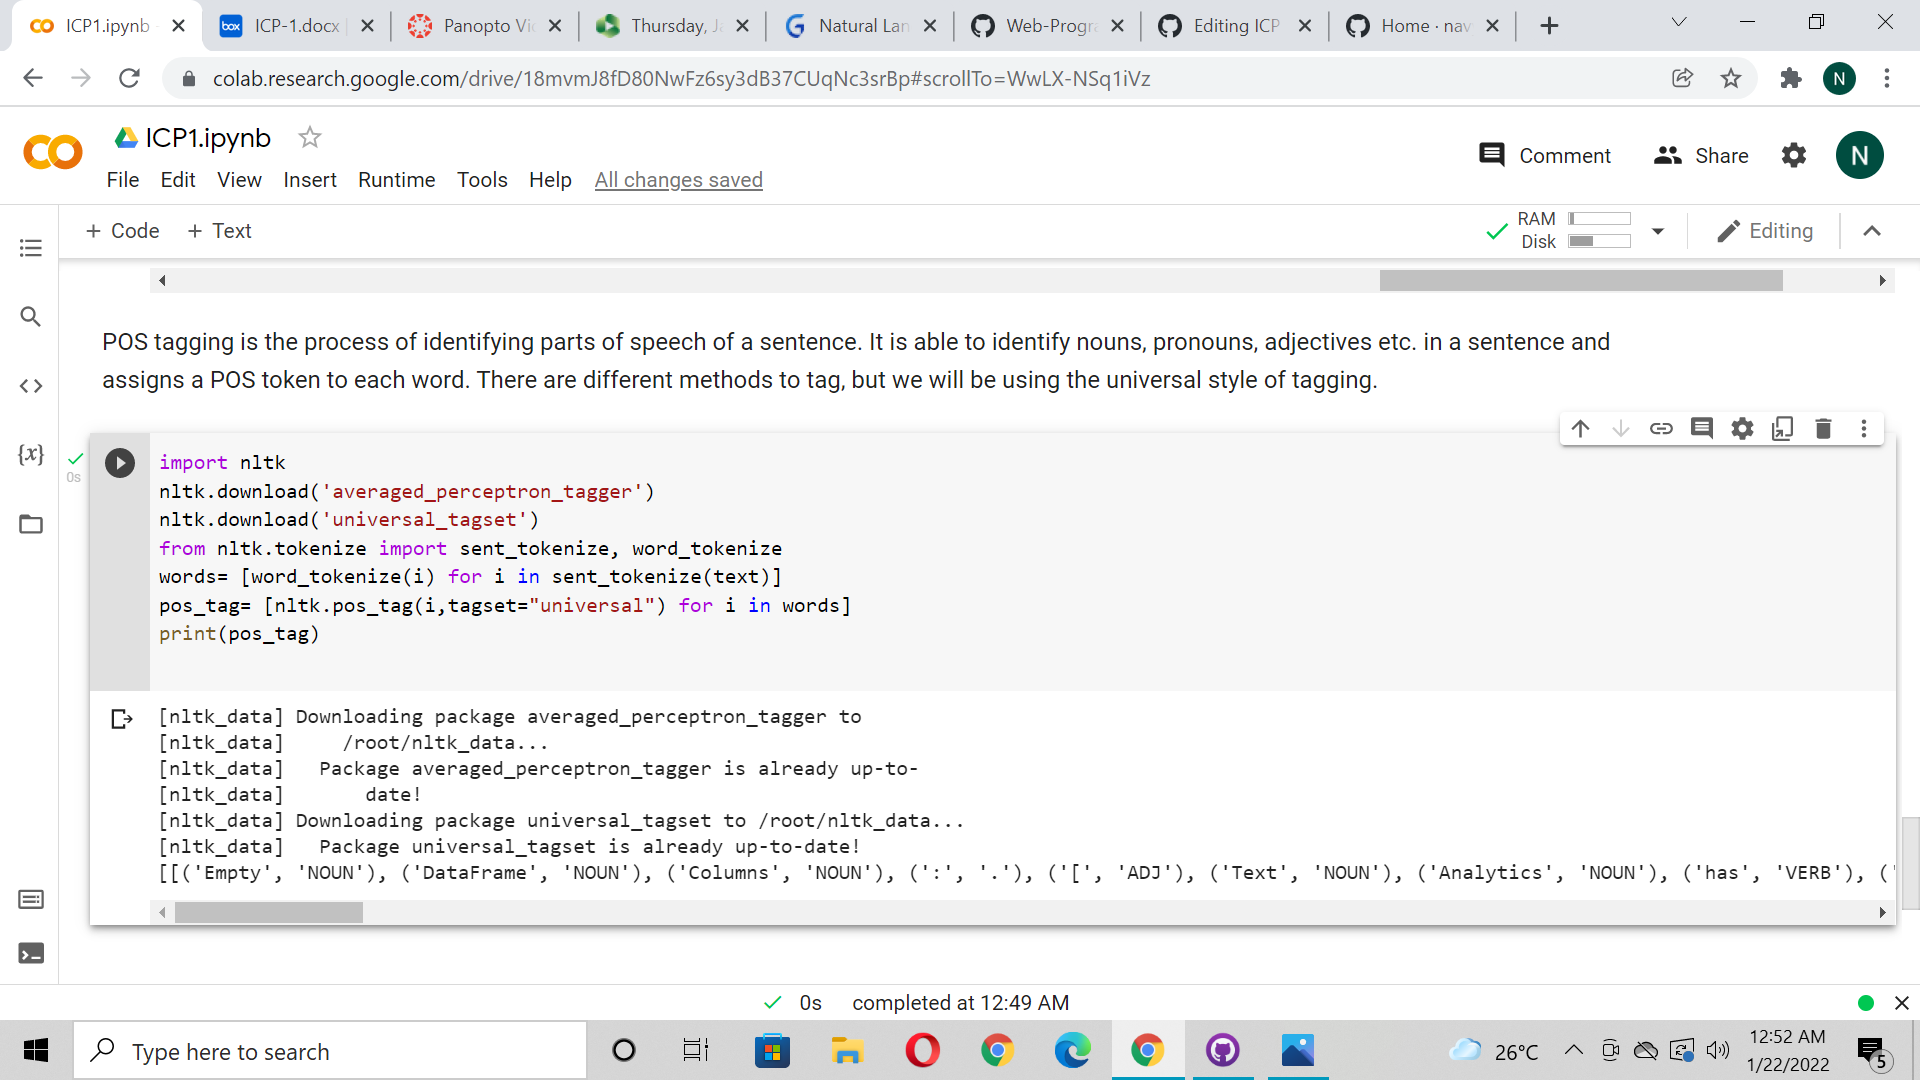 ICP1.ipynb
ICP-1.docx
Panopto Vi
Thursday, J
Natural Lan
Web-Progra
Editing ICP
Home · nav
colab.research.google.com/drive/18mvmJ8fD80NwFz6sy3dB37CUqNc3srBp#scrollTo=WwLX-NSq1iVz
N
ICP1.ipynb
Comment
Share
N
File Edit View Insert Runtime Tools Help All changes saved
+ Code + Text
RAM
Disk
Editing
POS tagging is the process of identifying parts of speech of a sentence. It is able to identify nouns, pronouns, adjectives etc. in a sentence and
assigns a POS token to each word. There are different methods to tag, but we will be using the universal style of tagging.
0s
import nltk
nltk.download('averaged_perceptron_tagger')
nltk.download('universal_tagset')
from nltk.tokenize import sent_tokenize, word_tokenize
words= [word_tokenize(i) for i in sent_tokenize(text)]
pos_tag= [nltk.pos_tag(i,tagset="universal") for i in words]
print(pos_tag)
[nltk_data] Downloading package averaged_perceptron_tagger to
[nltk_data]     /root/nltk_data...
[nltk_data]   Package averaged_perceptron_tagger is already up-to-
[nltk_data]       date!
[nltk_data] Downloading package universal_tagset to /root/nltk_data...
[nltk_data]   Package universal_tagset is already up-to-date!
[[('Empty', 'NOUN'), ('DataFrame', 'NOUN'), ('Columns', 'NOUN'), (':', '.'), ('[', 'ADJ'), ('Text', 'NOUN'), ('Analytics', 'NOUN'), ('has', 'VERB'), ('
0s completed at 12:49 AM
Type here to search
26°C
12:52 AM
1/22/2022
5